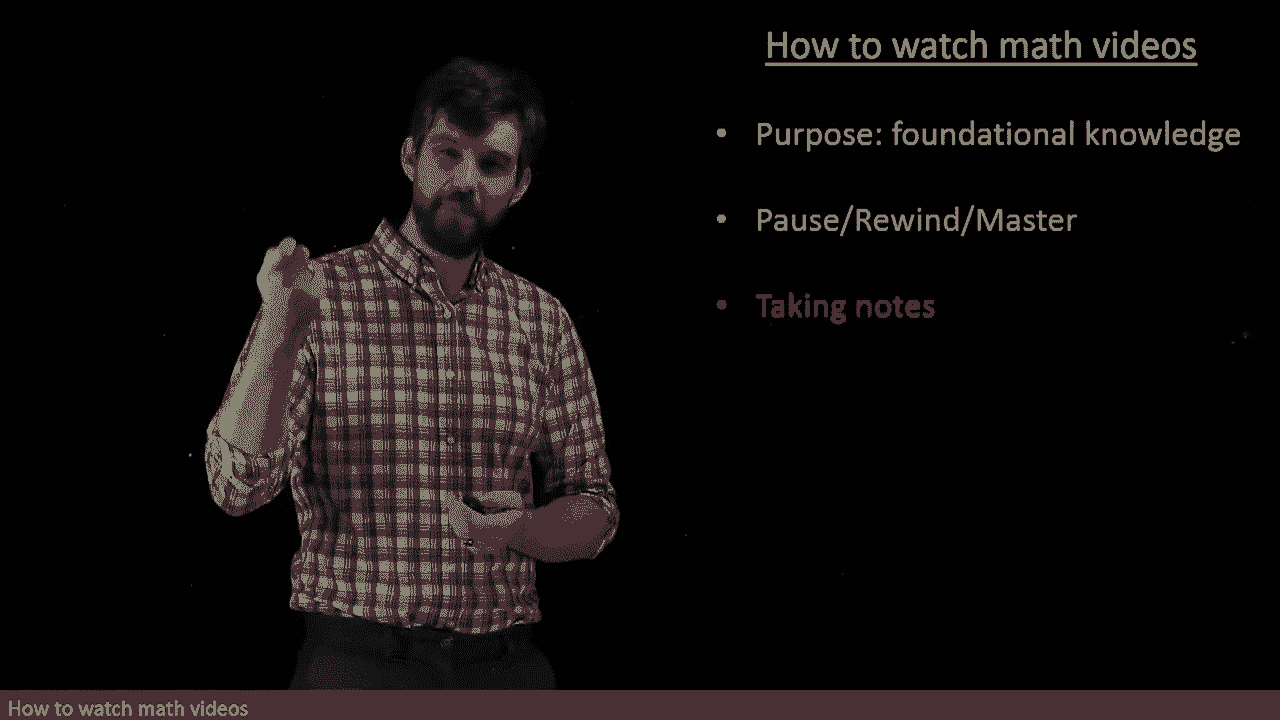 How to watch math videos
• Purpose: foundational knowledge
• Pause/Rewind/Master
• Taking notes
How to watch math videos